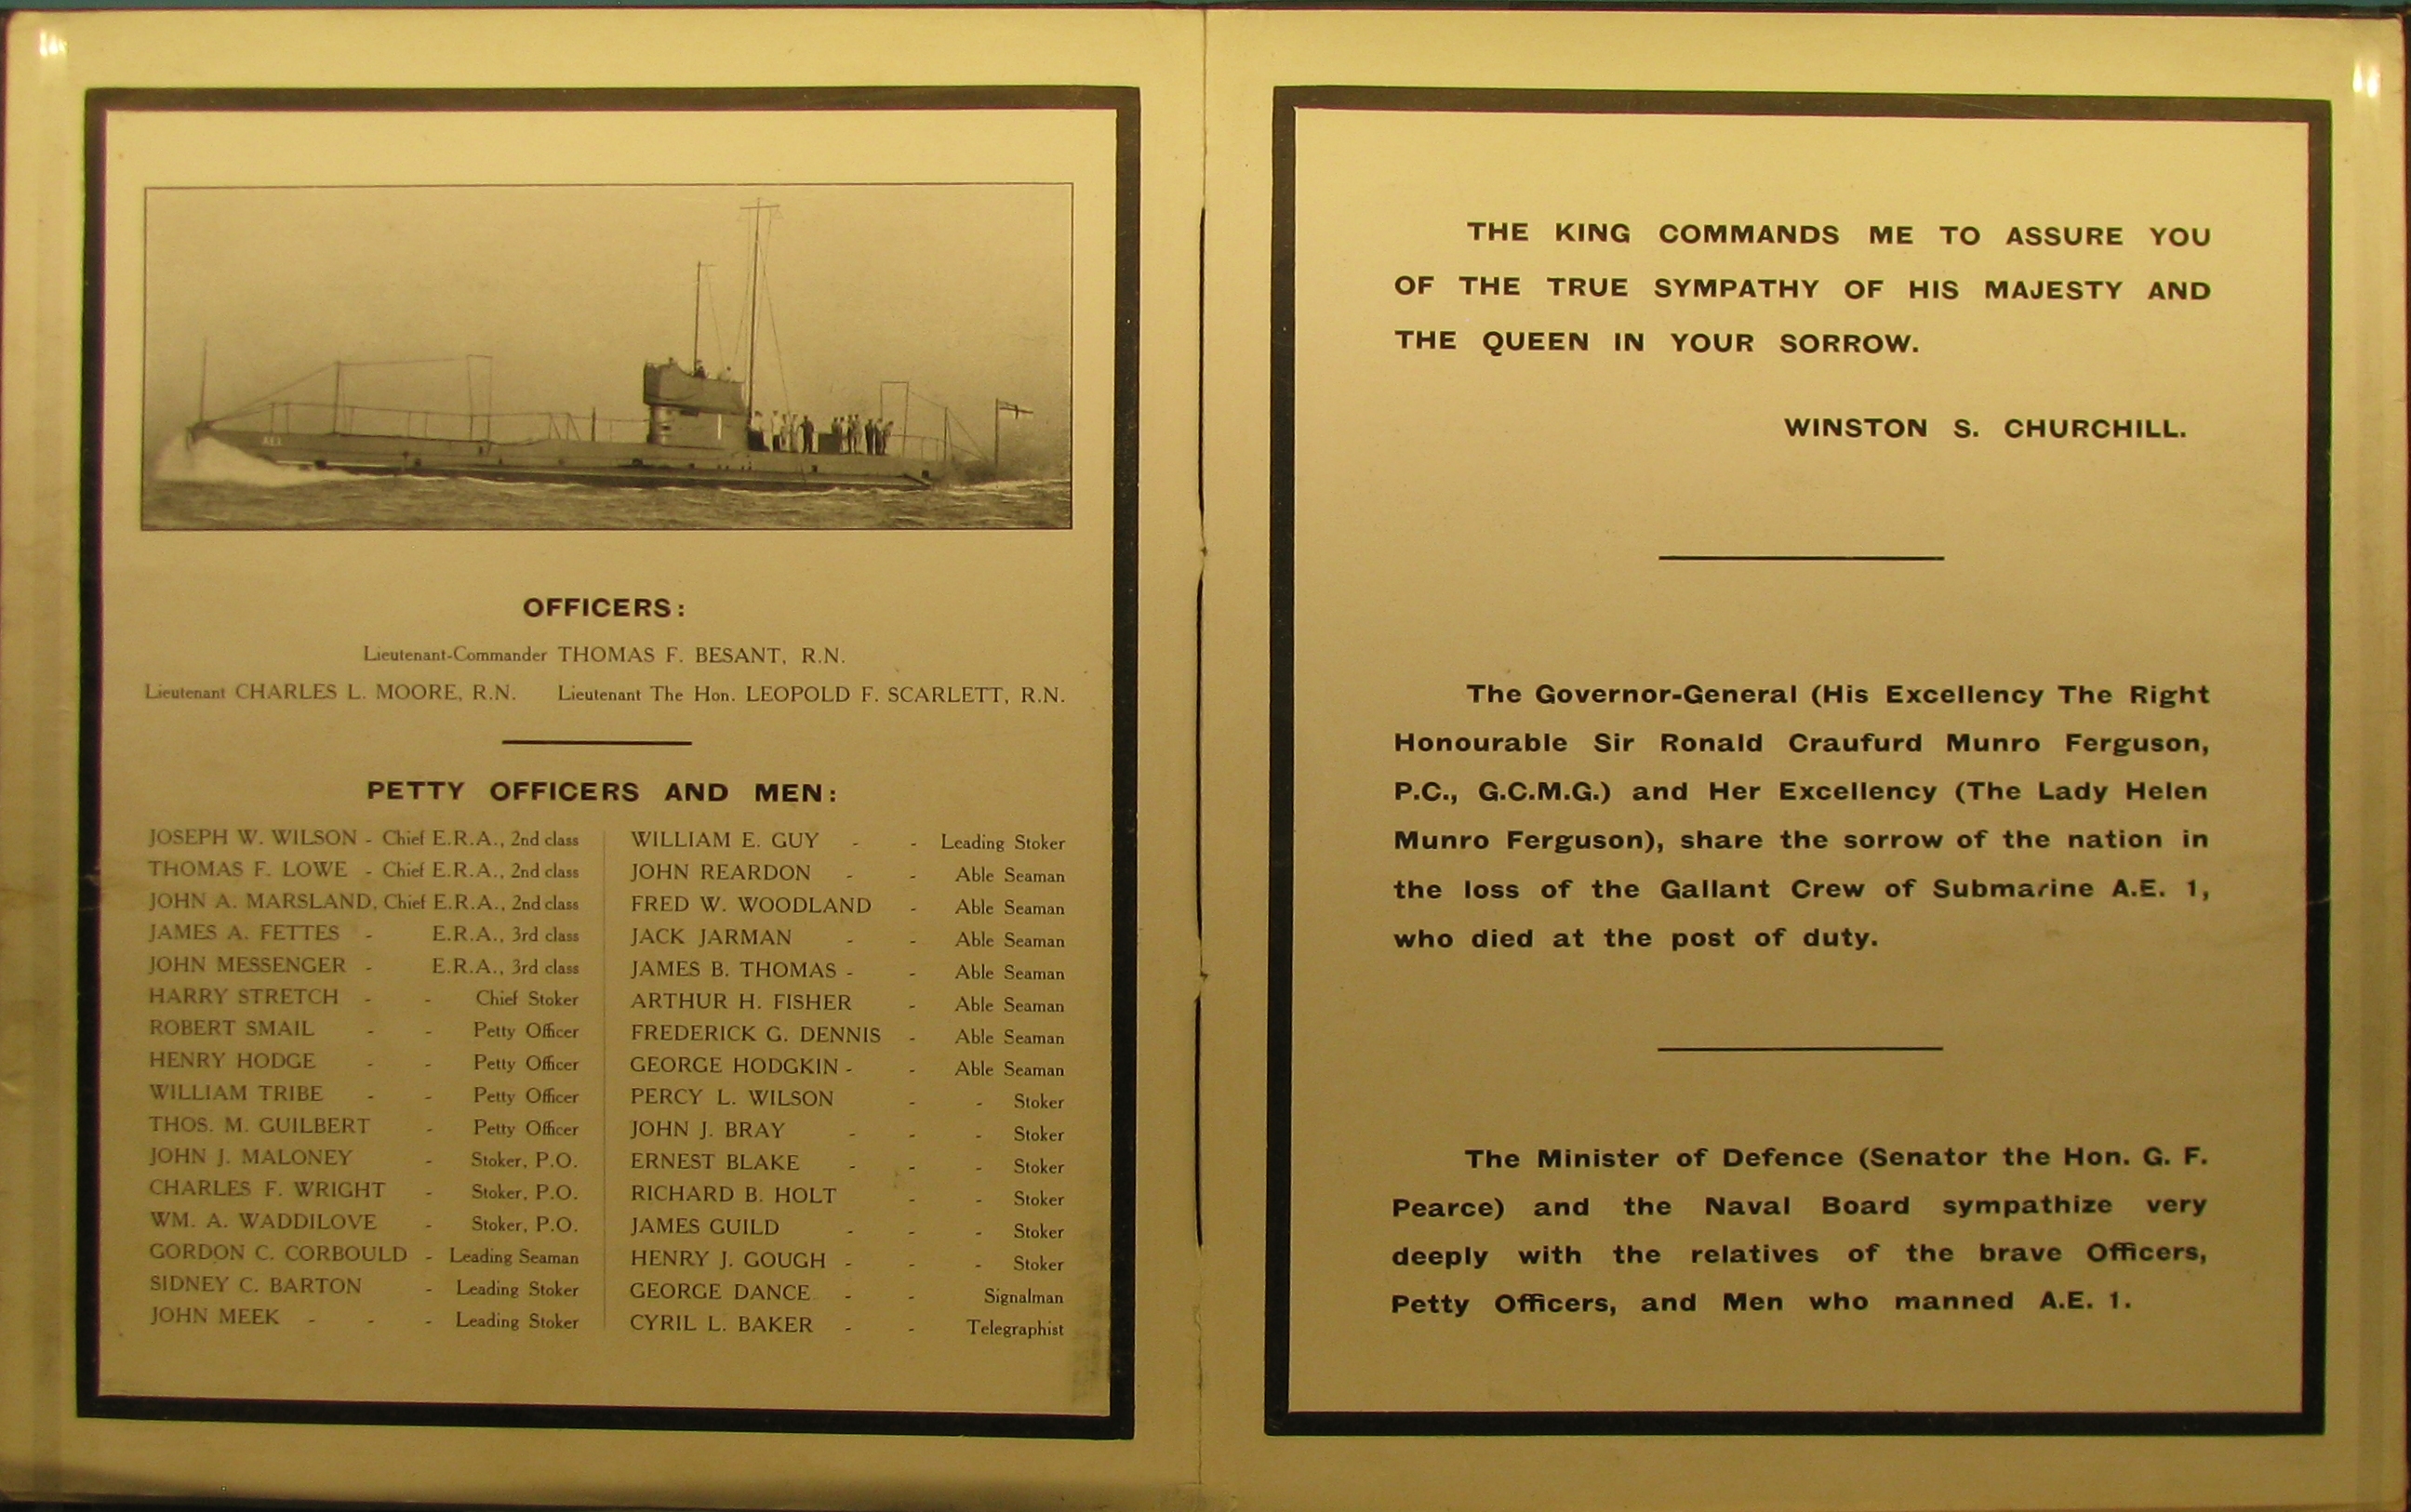 AE1
OFFICERS:
Lieutenant-Commander THOMAS F. BESANT, R.N.
Lieutenant CHARLES L. MOORE, R.N. Lieutenant The Hon. LEOPOLD F. SCARLETT, R.N.
PETTY OFFICERS AND MEN:
JOSEPH W. WILSON - Chief E.R.A., 2nd class
THOMAS F. LOWE - Chief E.R.A., 2nd class
JOHN A. MARSLAND, Chief E.R.A., 2nd class
JAMES A. FETTES - E.R.A., 3rd class
JOHN MESSENGER - E.R.A., 3rd class
HARRY STRETCH - - Chief Stoker
ROBERT SMAIL - - Petty Officer
HENRY HODGE - - Petty Officer
WILLIAM TRIBE - - Petty Officer
THOS. M. GUILBERT - Petty Officer
JOHN J. MALONEY - Stoker, P.O.
CHARLES F. WRIGHT - Stoker, P.O.
WM. A. WADDILOVE - Stoker, P.O.
GORDON C. CORBOULD - Leading Seaman
SIDNEY C. BARTON - Leading Stoker
JOHN MEEK - - - Leading Stoker
WILLIAM E. GUY - - Leading Stoker
JOHN REARDON - - Able Seaman
FRED W. WOODLAND - Able Seaman
JACK JARMAN - - Able Seaman
JAMES B. THOMAS - - Able Seaman
ARTHUR H. FISHER - Able Seaman
FREDERICK G. DENNIS - Able Seaman
GEORGE HODGKIN - - Able Seaman
PERCY L. WILSON - - Stoker
JOHN J. BRAY - - - Stoker
ERNEST BLAKE - - - Stoker
RICHARD B. HOLT - - Stoker
JAMES GUILD - - - Stoker
HENRY J. GOUGH - - - Stoker
GEORGE DANCE - - Signalman
CYRIL L. BAKER - - Telegraphist
THE KING COMMANDS ME TO ASSURE YOU
OF THE TRUE SYMPATHY OF HIS MAJESTY AND
THE QUEEN IN YOUR SORROW.
WINSTON S. CHURCHILL.
The Governor-General (His Excellency The Right
Honourable Sir Ronald Craufurd Munro Ferguson,
P.C., G.C.M.G.) and Her Excellency (The Lady Helen
Munro Ferguson), share the sorrow of the nation in
the loss of the Gallant Crew of Submarine A.E. 1,
who died at the post of duty.
The Minister of Defence (Senator the Hon. G. F.
Pearce) and the Naval Board sympathize very
deeply with the relatives of the brave Officers,
Petty Officers, and Men who manned A.E. 1.